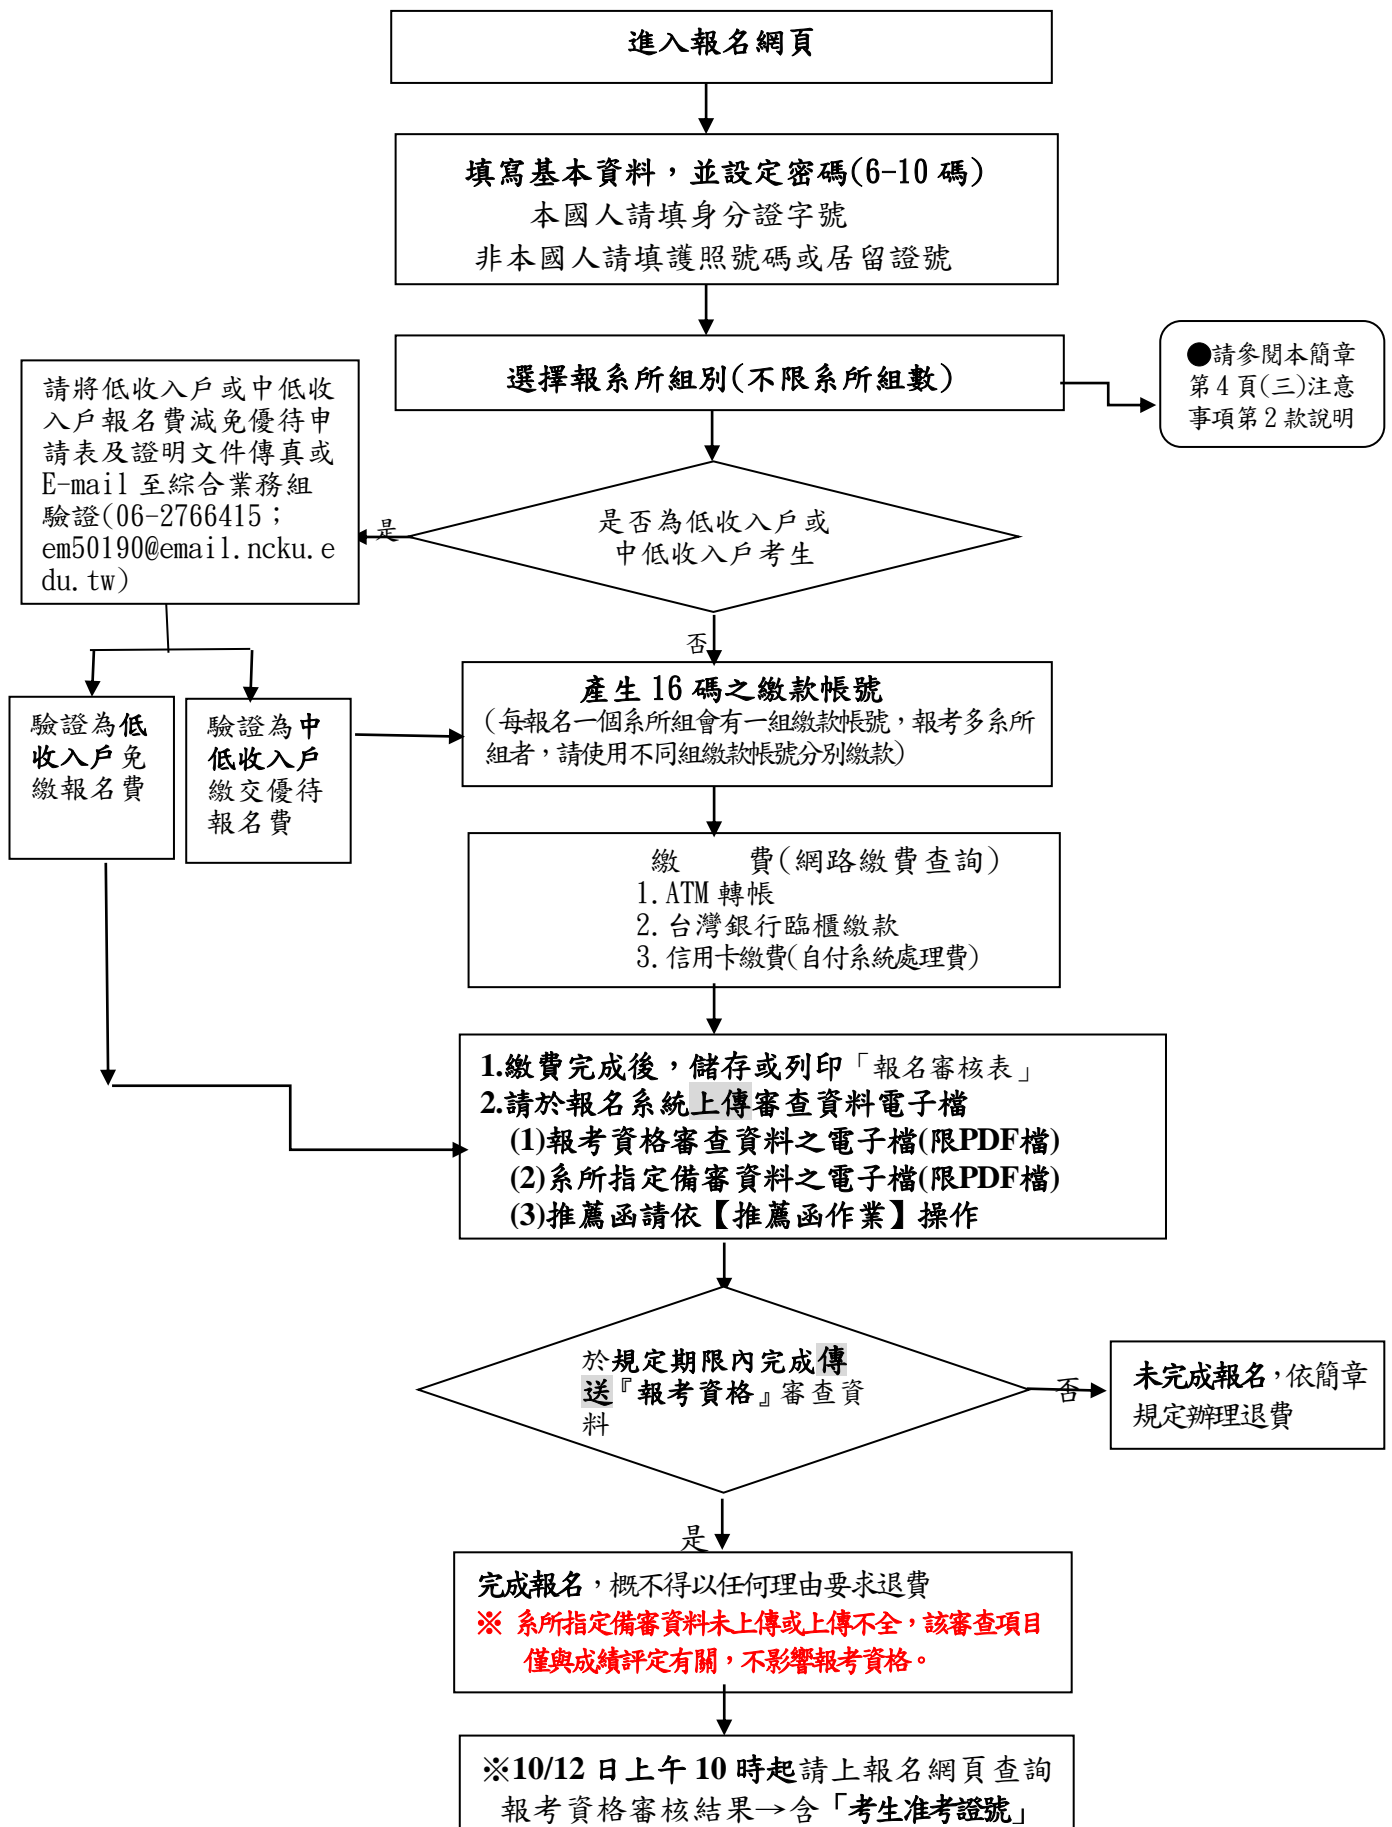 進入報名網頁
填寫基本資料，並設定密碼(6-10 碼)
本國人請填身分證字號
非本國人請填護照號碼或居留證號
選擇報系所組別(不限系所組數)
●請參閱本簡章
第 4 頁(三)注意
事項第 2 款說明
請將低收入戶或中低收
入戶報名費減免優待申
請表及證明文件傳真或
E-mail 至綜合業務組
驗證(06-2766415；
em50190@email.ncku.e
du.tw)
是
是否為低收入戶或
中低收入戶考生
否
驗證為低
收入戶免
繳報名費
驗證為中
低收入戶
繳交優待
報名費
產生 16 碼之繳款帳號
(每報名一個系所組會有一組繳款帳號，報考多系所
組者，請使用不同組繳款帳號分別繳款)
繳 費(網路繳費查詢)
1. ATM 轉帳
2. 台灣銀行臨櫃繳款
3. 信用卡繳費(自付系統處理費)
1.繳費完成後，儲存或列印「報名審核表」
2.請於報名系統上傳審查資料電子檔
(1)報考資格審查資料之電子檔(限PDF檔)
(2)系所指定備審資料之電子檔(限PDF檔)
(3)推薦函請依【推薦函作業】操作
於規定期限內完成傳
送『報考資格』審查資
料
否
未完成報名，依簡章
規定辦理退費
是
完成報名，概不得以任何理由要求退費
※ 系所指定備審資料未上傳或上傳不全，該審查項目
僅與成績評定有關，不影響報考資格。
※10/12 日上午 10 時起請上報名網頁查詢
報考資格審核結果→含「考生准考證號」